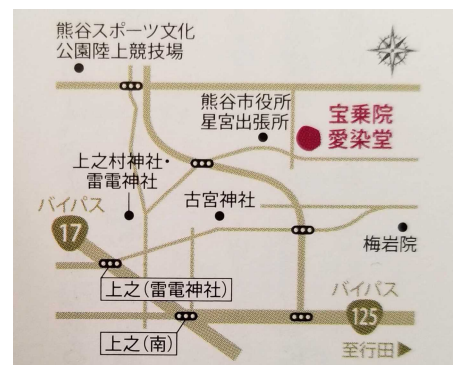 熊谷スポーツ文化
公園陸上競技場
熊谷市役所
星宮出張所
宝乗院
愛染堂
上之村神社・
雷電神社
古宮神社
バイパス
17
梅岩院
上之(雷電神社)
バイパス
125
上之(南)
至行田▶